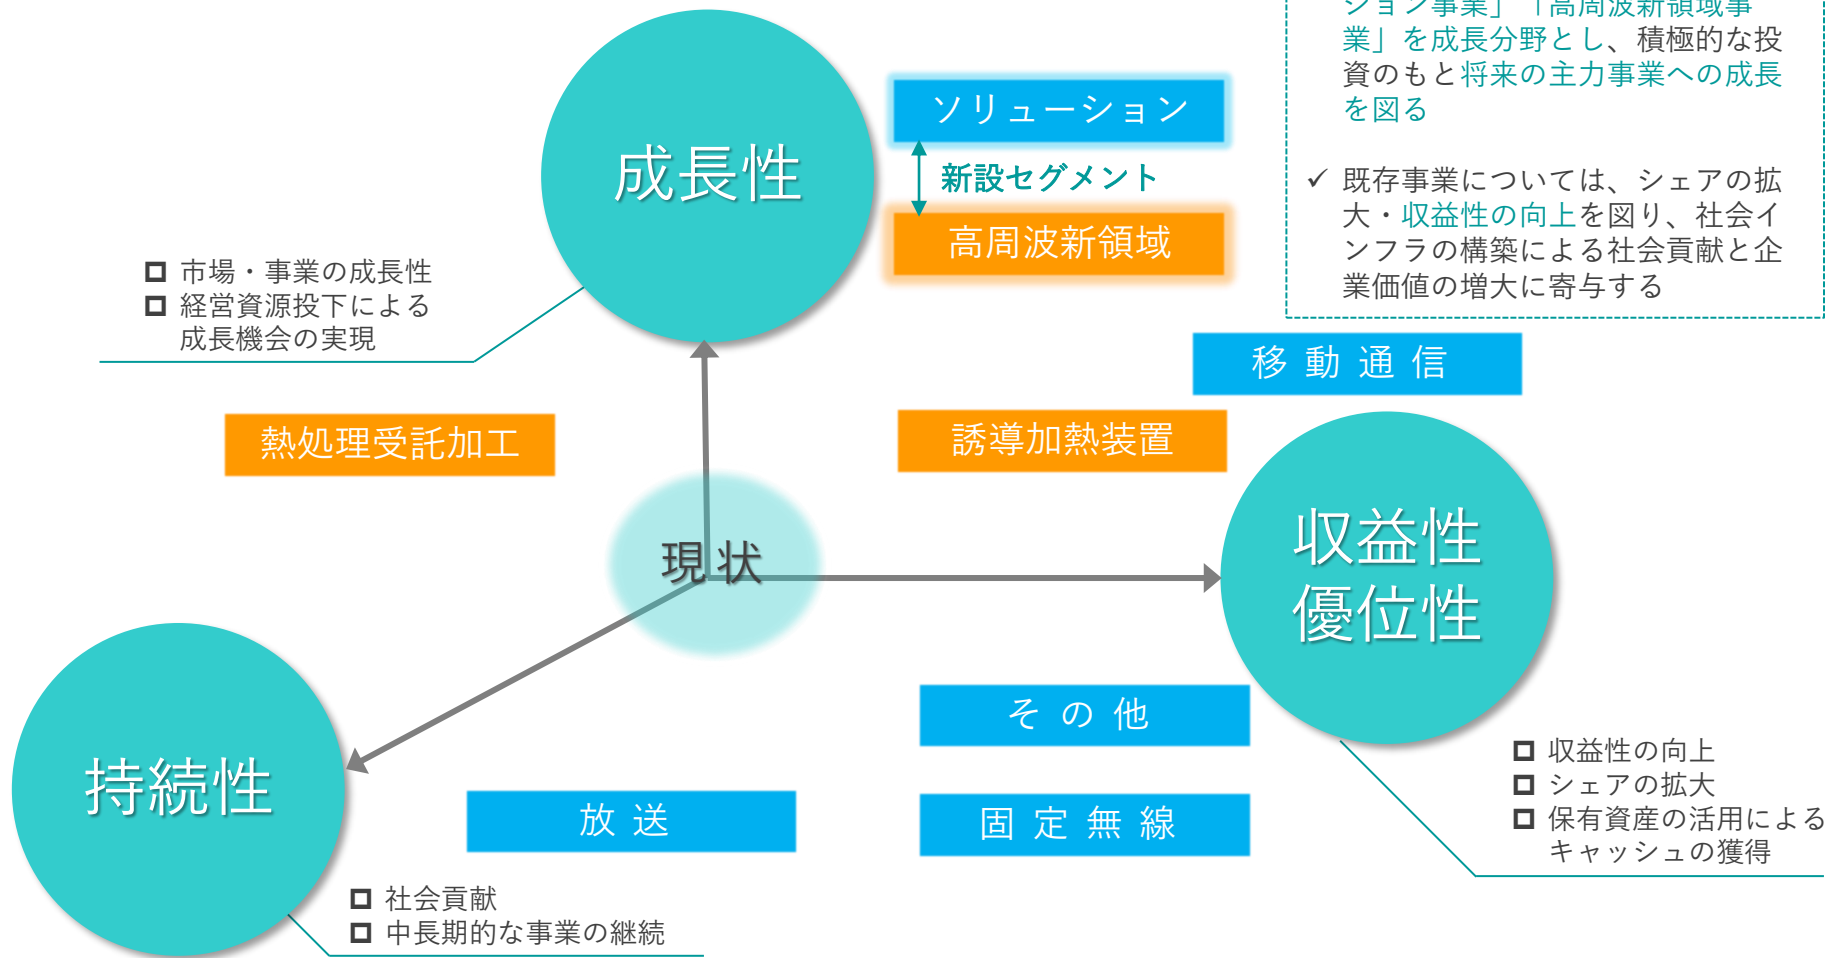 ション事業」「高周波新領域事
業」を成長分野とし、積極的な投
資のもと将来の主力事業への成長
を図る
✓ 既存事業については、シェアの拡
大・収益性の向上を図り、社会イ
ンフラの構築による社会貢献と企
業価値の増大に寄与する
成長性
ソリューション
新設セグメント
高周波新領域
市場・事業の成長性
経営資源投下による
成長機会の実現
移動通信
熱処理受託加工
誘導加熱装置
現状
収益性
優位性
持続性
その他
放送
固定無線
収益性の向上
シェアの拡大
保有資産の活用による
キャッシュの獲得
社会貢献
中長期的な事業の継続